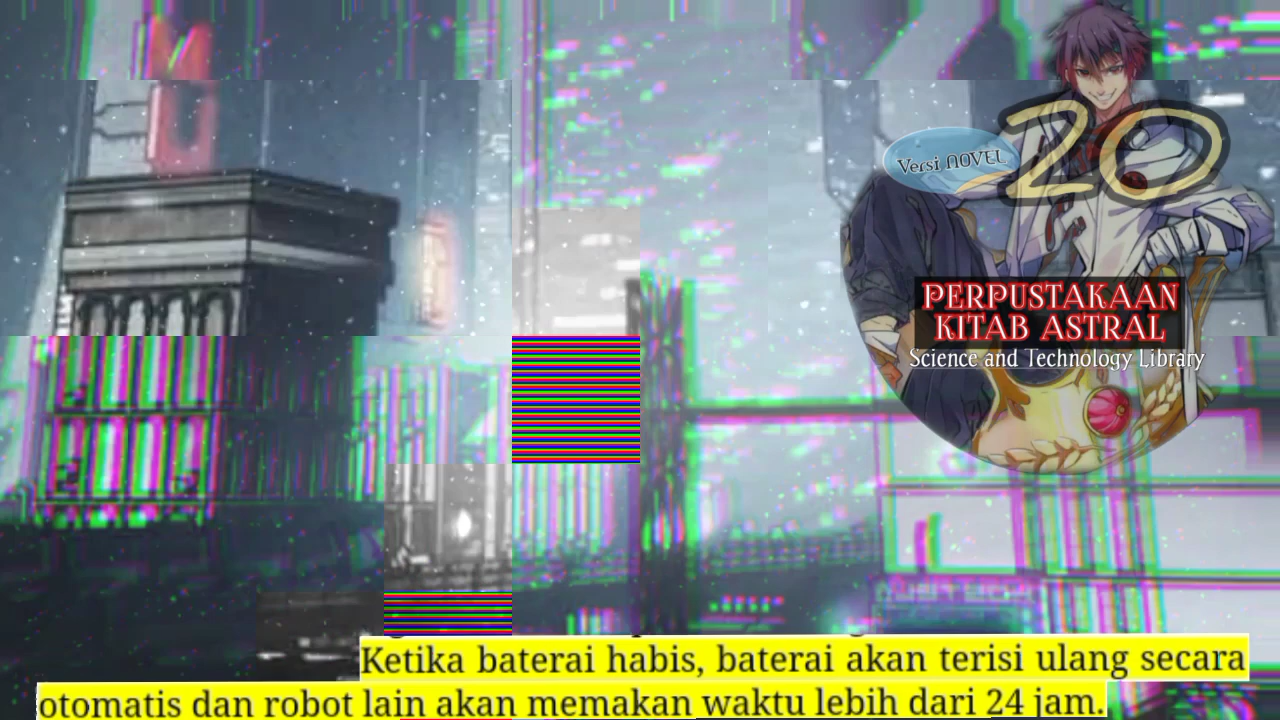 Versi NOVEL
20
PERPUSTAKAAN
KITAB ASTRAL
Science and Technology Library
Ketika baterai habis, baterai akan terisi ulang secara
otomatis dan robot lain akan memakan waktu lebih dari 24 jam.